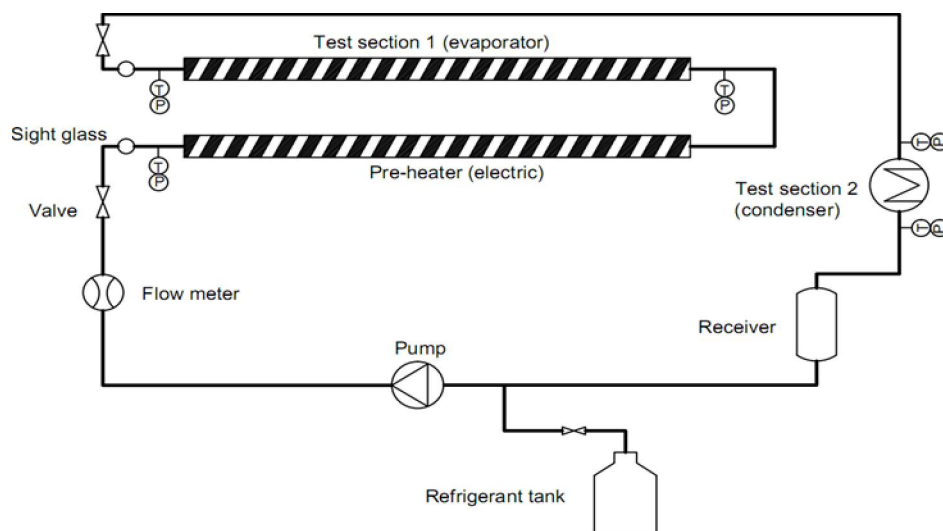 Test section 1 (evaporator)
T
P
T
P
Sight glass
T
P
Pre-heater (electric)
T
P
Test section 2
(condenser)
T
P
Valve
Flow meter
Receiver
Pump
Refrigerant tank